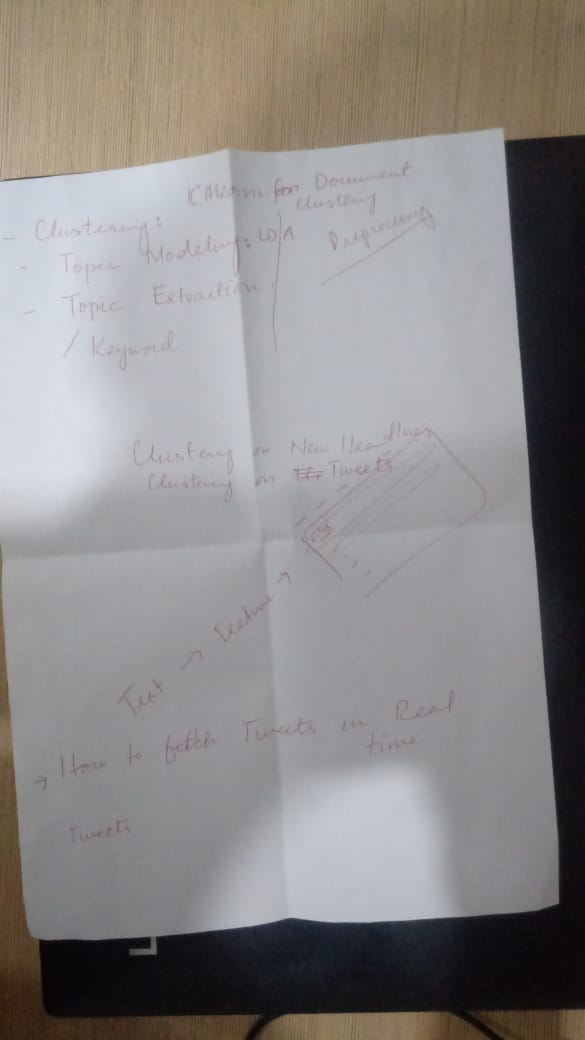 KMeans for Document
Clustering
- Clustering:
- Topic Modeling: LDA
Preprocessing
- Topic Extraction
/ Keyword
Clustering on New Headlines
Clustering on Tweets
Text → Feature →
→ How to fetch Tweets in Real
time
Tweets